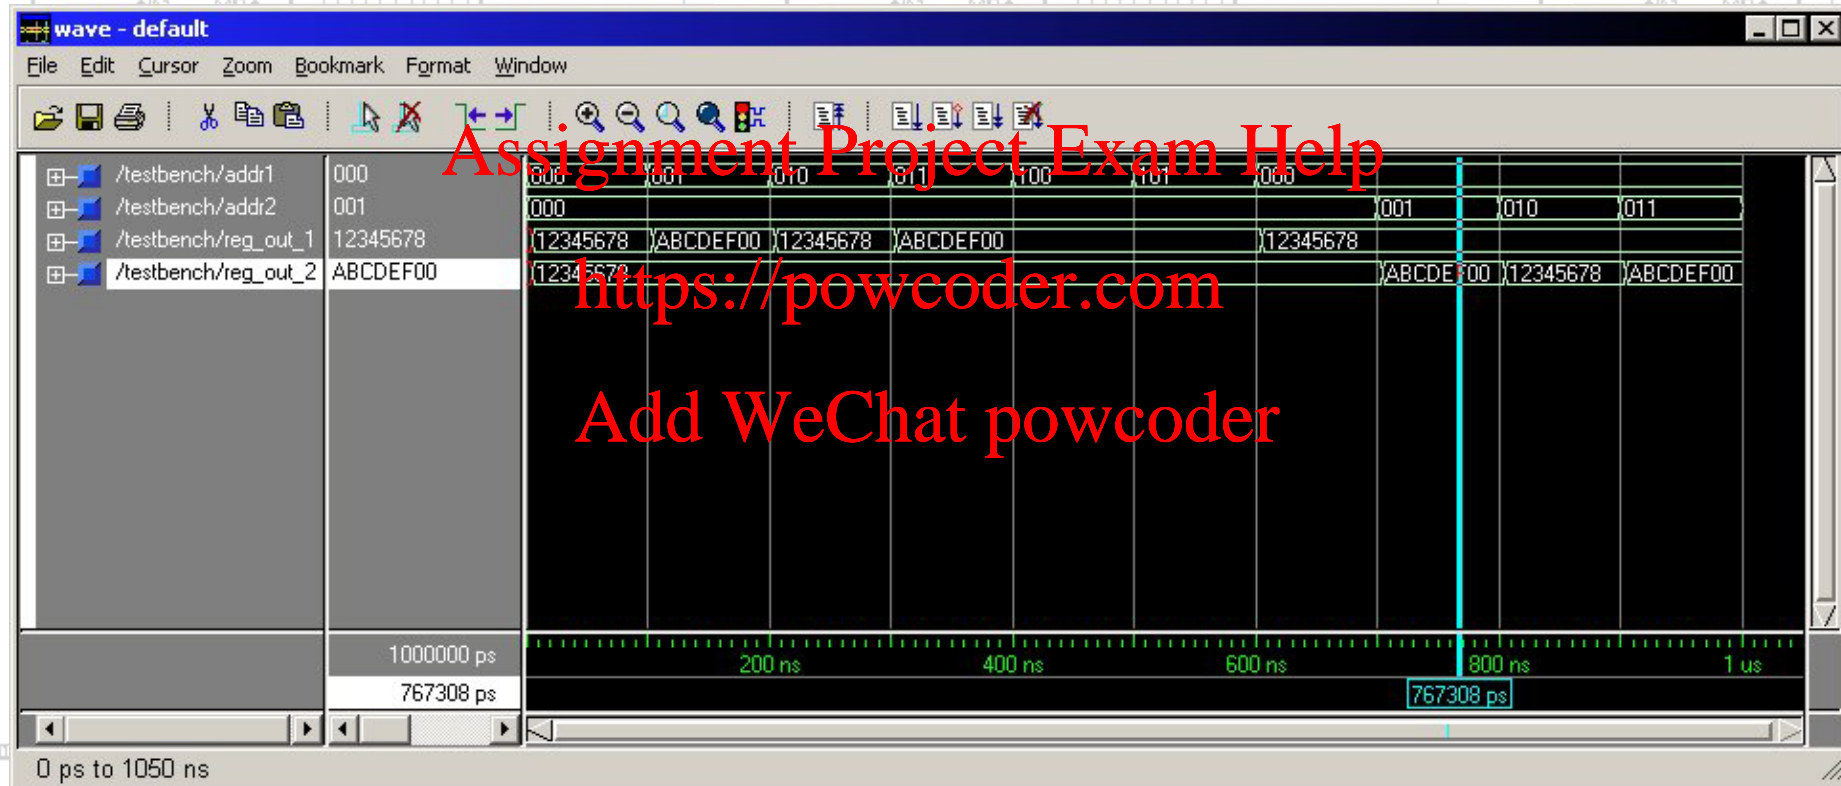 wave - default
File Edit Cursor Zoom Bookmark Format Window
Assignment Project Exam Help
/testbench/addr1 000 000 001 010 011 100 101 000
/testbench/addr2 001 000 001 010 011
/testbench/reg_out_1 12345678 12345678 ABCDEF00 12345678 ABCDEF00 12345678
/testbench/reg_out_2 ABCDEF00 12345678 ABCDEF00 12345678 ABCDEF00
https://powcoder.com
Add WeChat powcoder
1000000 ps 200 ns 400 ns 600 ns 800 ns 1 us
767308 ps 767308 ps
0 ps to 1050 ns